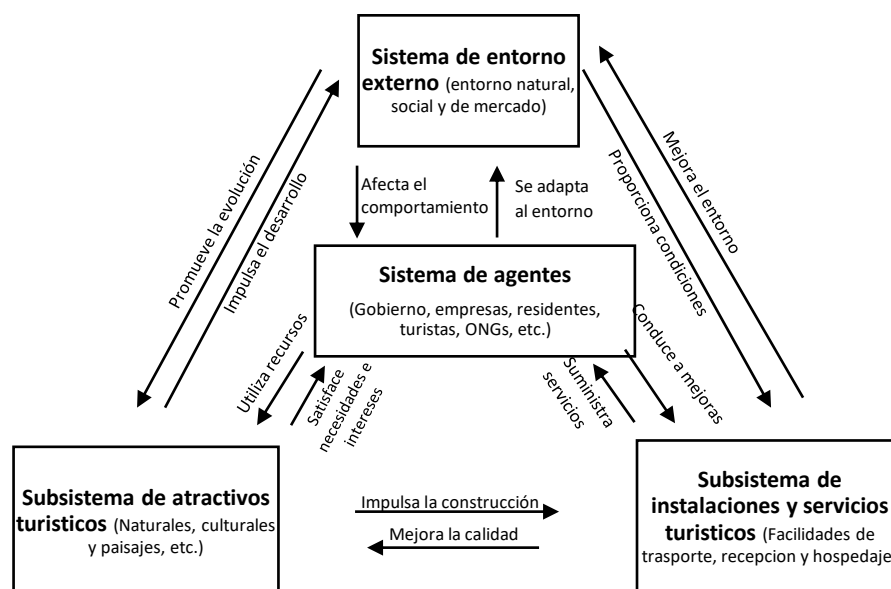 Sistema de entorno
externo (entorno natural,
social y de mercado)
Promueve la evolución
Impulsa el desarrollo
Afecta el
comportamiento
Se adapta
al entorno
Proporciona condiciones
Mejora el entorno
Sistema de agentes
(Gobierno, empresas, residentes,
turistas, ONGs, etc.)
Utiliza recursos
Satisface
necesidades e
intereses
Suministra
servicios
Conduce a mejoras
Subsistema de atractivos
turisticos (Naturales, culturales
y paisajes, etc.)
Impulsa la construcción
Mejora la calidad
Subsistema de
instalaciones y servicios
turisticos (Facilidades de
trasporte, recepcion y hospedaje